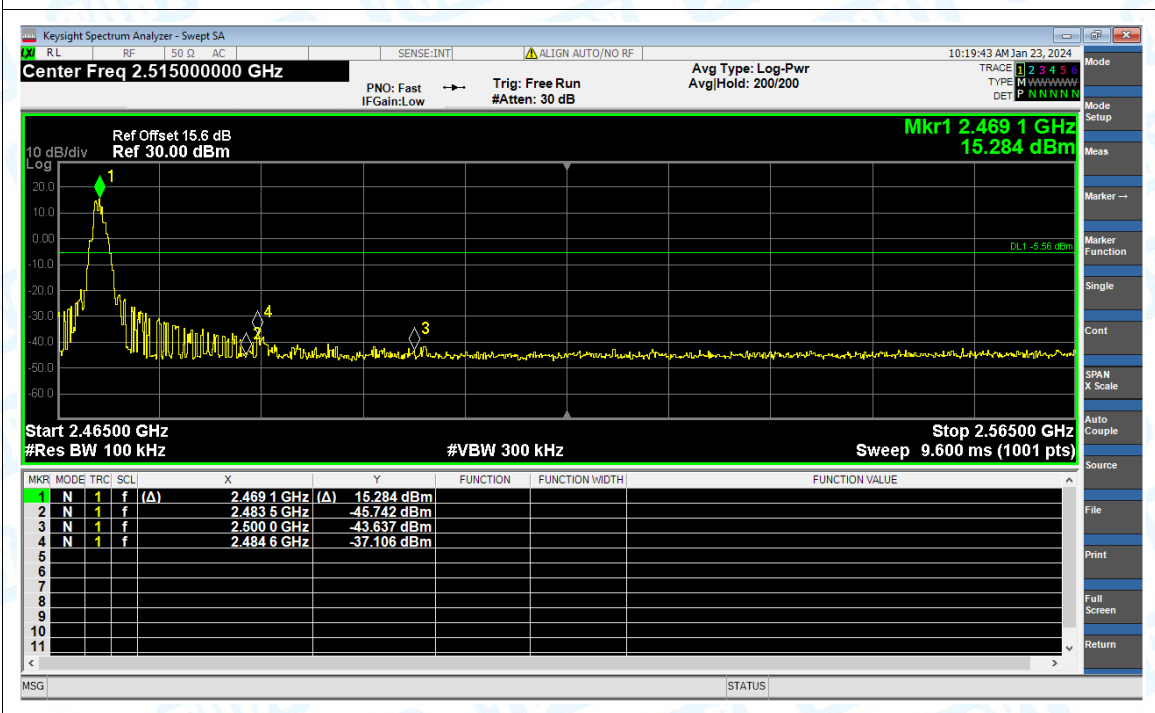 Keysight Spectrum Analyzer - Swept SA
LXI RL RF 50 Ω AC SENSE:INT ALIGN AUTO/NO RF 10:19:43 AM Jan 23, 2024
Center Freq 2.515000000 GHz
PNO: Fast
IFGain:Low
Trig: Free Run
#Atten: 30 dB
Avg Type: Log-Pwr
Avg|Hold: 200/200
TRACE 1 2 3 4 5 6
TYPE MWWWWW
DET P N N N N N
Ref Offset 15.6 dB
10 dB/div Ref 30.00 dBm
Log
Mkr1 2.469 1 GHz
15.284 dBm
20.0
10.0
0.00
-10.0
-20.0
-30.0
-40.0
-50.0
-60.0
1
2
4
3
DL1 -5.56 dBm
Start 2.46500 GHz Stop 2.56500 GHz
#Res BW 100 kHz #VBW 300 kHz Sweep 9.600 ms (1001 pts)
MKR MODE TRC SCL X Y FUNCTION FUNCTION WIDTH FUNCTION VALUE
1 N 1 f (Δ) 2.469 1 GHz (Δ) 15.284 dBm
2 N 1 f 2.483 5 GHz -45.742 dBm
3 N 1 f 2.500 0 GHz -43.637 dBm
4 N 1 f 2.484 6 GHz -37.106 dBm
5
6
7
8
9
10
11
MSG STATUS
Mode
Mode Setup
Meas
Marker →
Marker Function
Single
Cont
SPAN X Scale
Auto Couple
Source
File
Print
Full Screen
Return